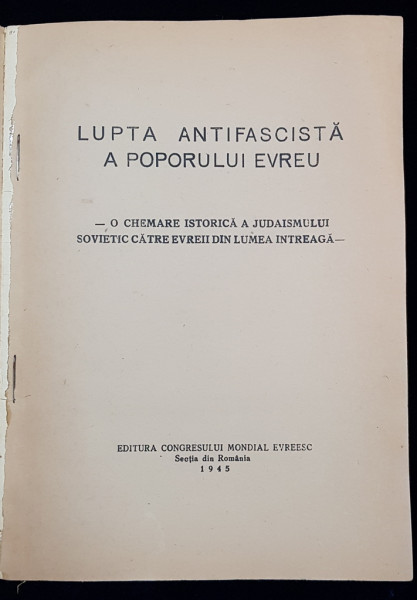 LUPTA ANTIFASCISTĂ
A POPORULUI EVREU
— O CHEMARE ISTORICĂ A JUDAISMULUI
SOVIETIC CĂTRE EVREII DIN LUMEA INTREAGĂ —
EDITURA CONGRESULUI MONDIAL EVREESC
Secția din România
1945